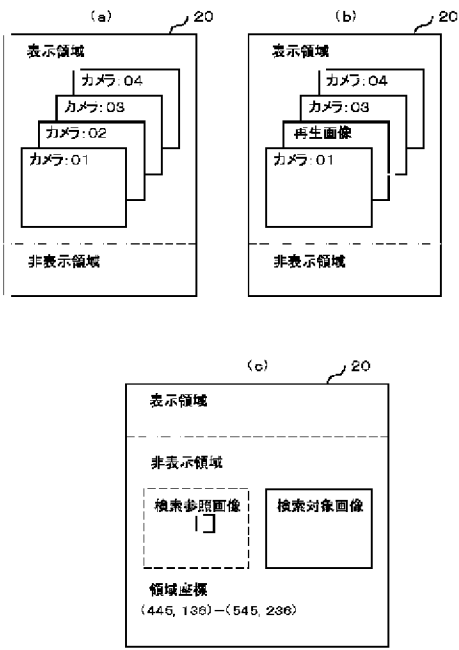 (a)
20
表示領域
カメラ:04
カメラ:03
カメラ:02
カメラ:01
非表示領域
(b)
20
表示領域
カメラ:04
カメラ:03
再生画像
カメラ:01
非表示領域
(c)
20
表示領域
非表示領域
検索参照画像
検索対象画像
領域座標
(445, 136)-(545, 236)